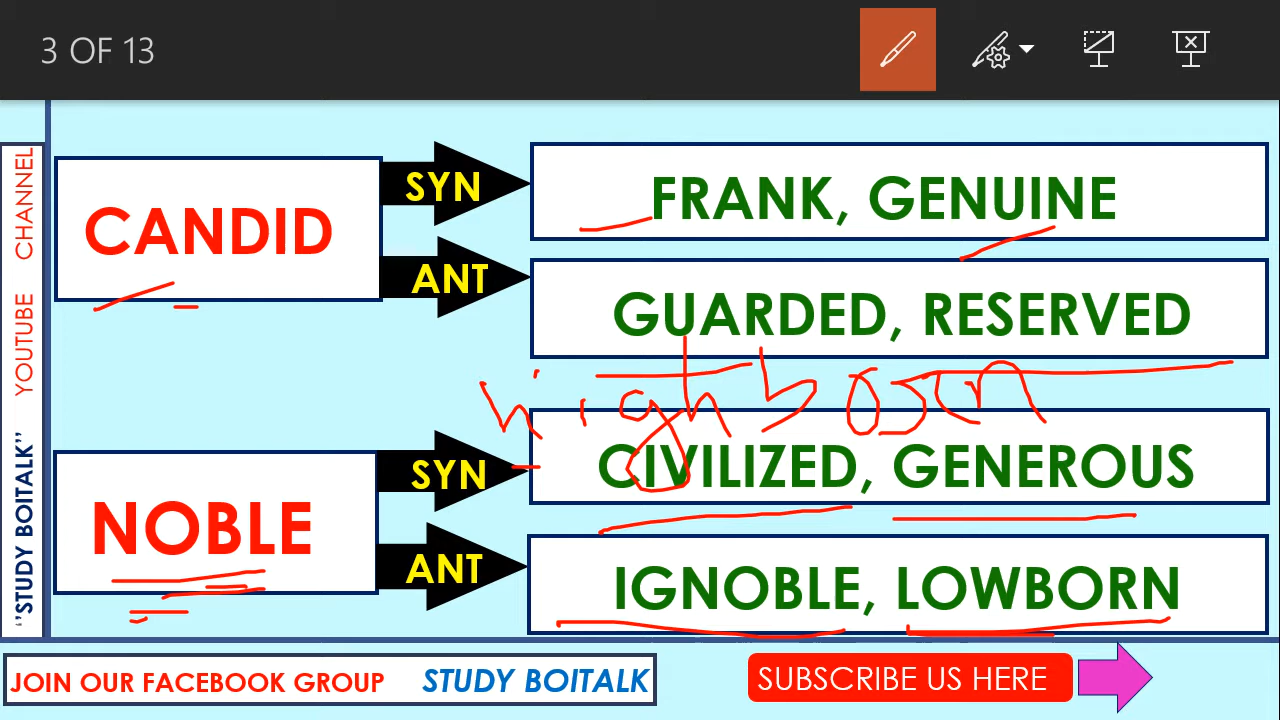 3 OF 13
"STUDY BOITALK" YOUTUBE CHANNEL
CANDID
SYN
FRANK, GENUINE
ANT
GUARDED, RESERVED
high born
NOBLE
SYN
CIVILIZED, GENEROUS
ANT
IGNOBLE, LOWBORN
JOIN OUR FACEBOOK GROUP STUDY BOITALK
SUBSCRIBE US HERE